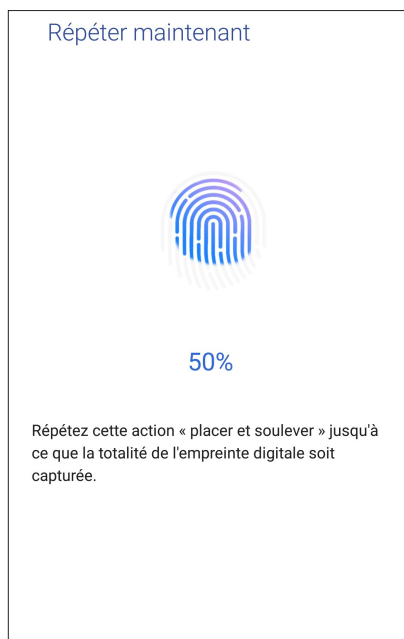 Répéter maintenant
50%
Répétez cette action « placer et soulever » jusqu'à
ce que la totalité de l'empreinte digitale soit
capturée.